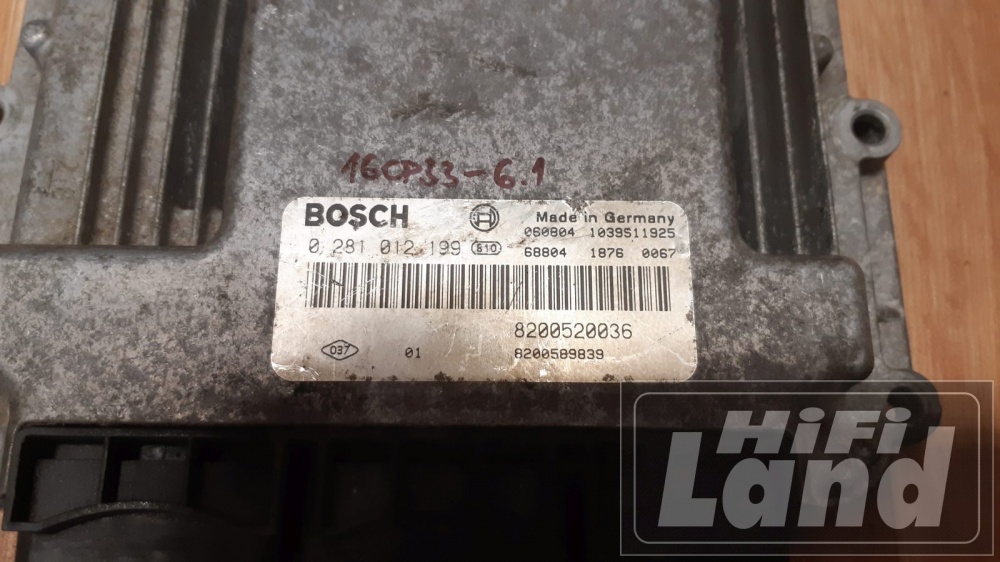 16CP33-6.1
BOSCH
Made in Germany
060804 1039S11925
0 281 012 199 S10
68804 1876 0067
8200520036
037 01 8200589839
HiFi
Land